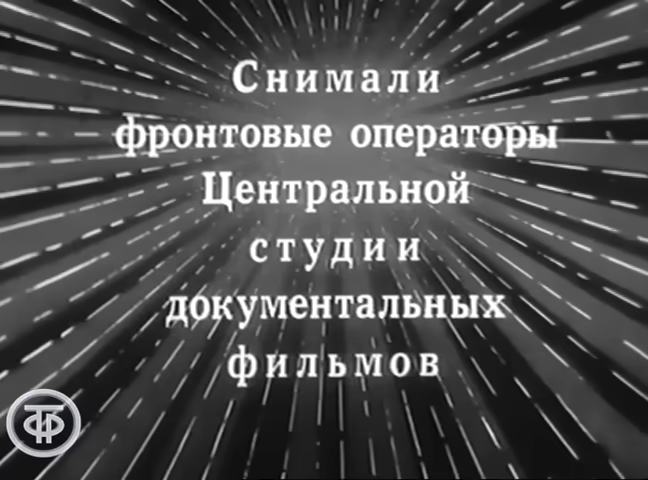 Снимали
фронтовые операторы
Центральной
студии
документальных
фильмов